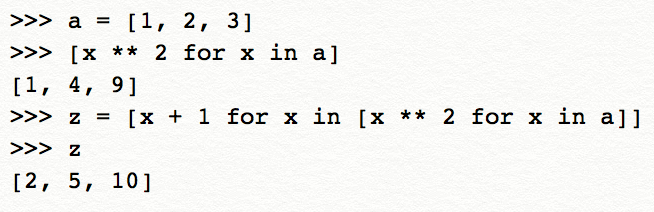 >>> a = [1, 2, 3]
>>> [x ** 2 for x in a]
[1, 4, 9]
>>> z = [x + 1 for x in [x ** 2 for x in a]]
>>> z
[2, 5, 10]